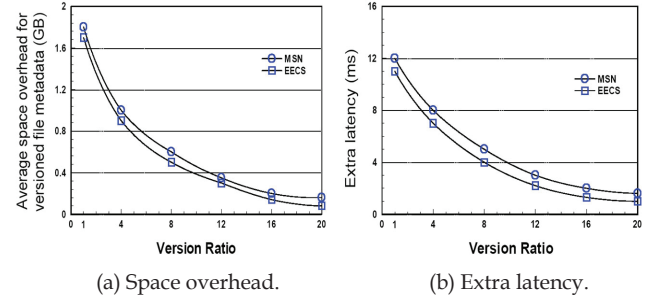 Average space overhead for
versioned file metadata (GB)
2
1.6
1.2
0.8
0.4
0
0 1 4 8 12 16 20
MSN
EECS
Version Ratio
(a) Space overhead.
Extra latency (ms)
16
12
8
4
0
0 1 4 8 12 16 20
MSN
EECS
Version Ratio
(b) Extra latency.